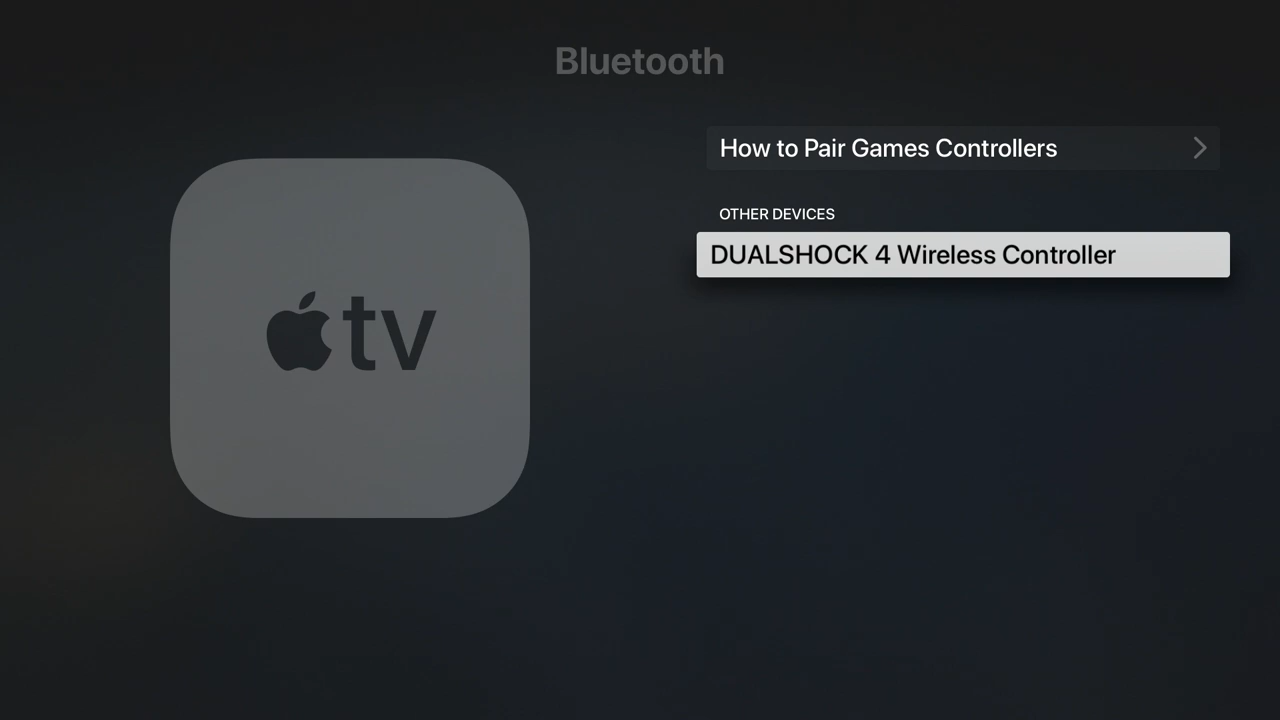 Bluetooth
How to Pair Games Controllers
OTHER DEVICES
DUALSHOCK 4 Wireless Controller
tv